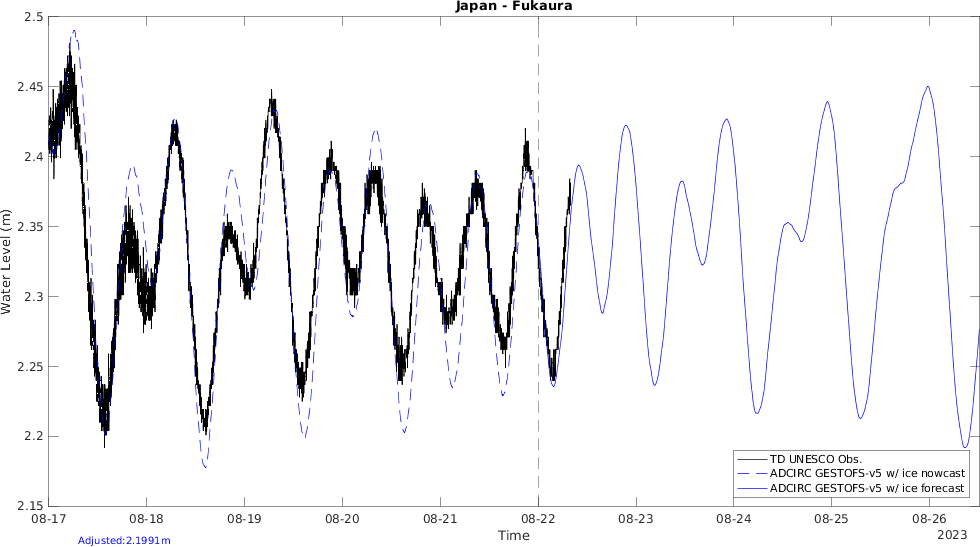 Japan - Fukaura
2.5
2.45
2.4
2.35
2.3
2.25
2.2
2.15
Water Level (m)
08-17 08-18 08-19 08-20 08-21 08-22 08-23 08-24 08-25 08-26
Time
2023
Adjusted:2.1991m
TD UNESCO Obs.
ADCIRC GESTOFS-v5 w/ ice nowcast
ADCIRC GESTOFS-v5 w/ ice forecast